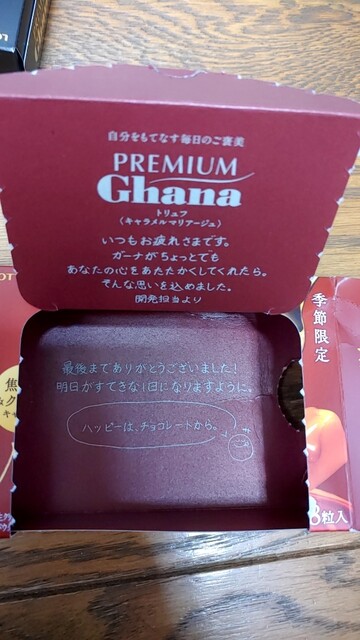 自分をもてなす毎日のご褒美
PREMIUM
Ghana
トリュフ
〈キャラメルマリアージュ〉
いつもお疲れさまです。
ガーナがちょっとでも
あなたの心をあたたかくしてくれたら。
そんな思いを込めました。
開発担当より
最後までありがとうございました!
明日がすてきな1日になりますように。
ハッピーは、チョコレートから。
季節限定
8粒入